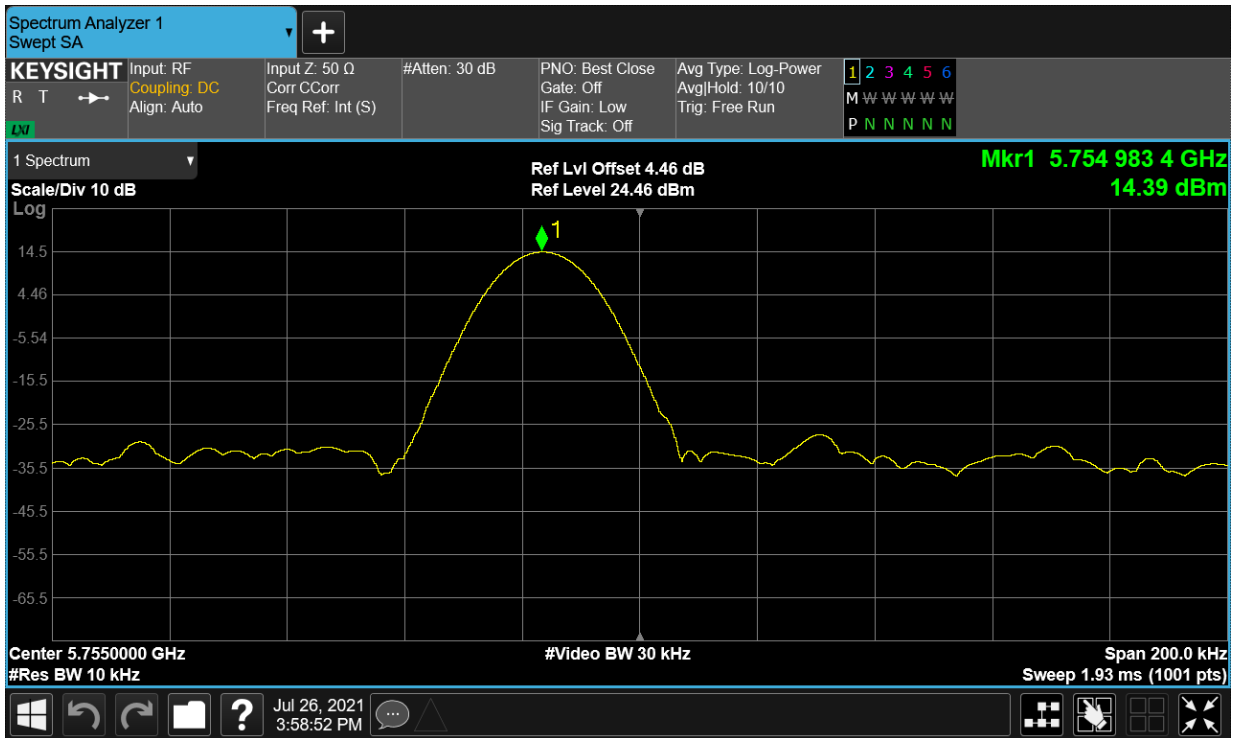 Spectrum Analyzer 1
Swept SA
+
KEYSIGHT
R T
LXI
Input: RF
Coupling: DC
Align: Auto
Input Z: 50 Ω
Corr CCorr
Freq Ref: Int (S)
#Atten: 30 dB
PNO: Best Close
Gate: Off
IF Gain: Low
Sig Track: Off
Avg Type: Log-Power
Avg|Hold: 10/10
Trig: Free Run
1 2 3 4 5 6
M W W W W W
P N N N N N
1 Spectrum
Scale/Div 10 dB
Log
Ref Lvl Offset 4.46 dB
Ref Level 24.46 dBm
Mkr1 5.754 983 4 GHz
14.39 dBm
1
14.5
4.46
-5.54
-15.5
-25.5
-35.5
-45.5
-55.5
-65.5
Center 5.7550000 GHz
#Res BW 10 kHz
#Video BW 30 kHz
Span 200.0 kHz
Sweep 1.93 ms (1001 pts)
?
Jul 26, 2021
3:58:52 PM